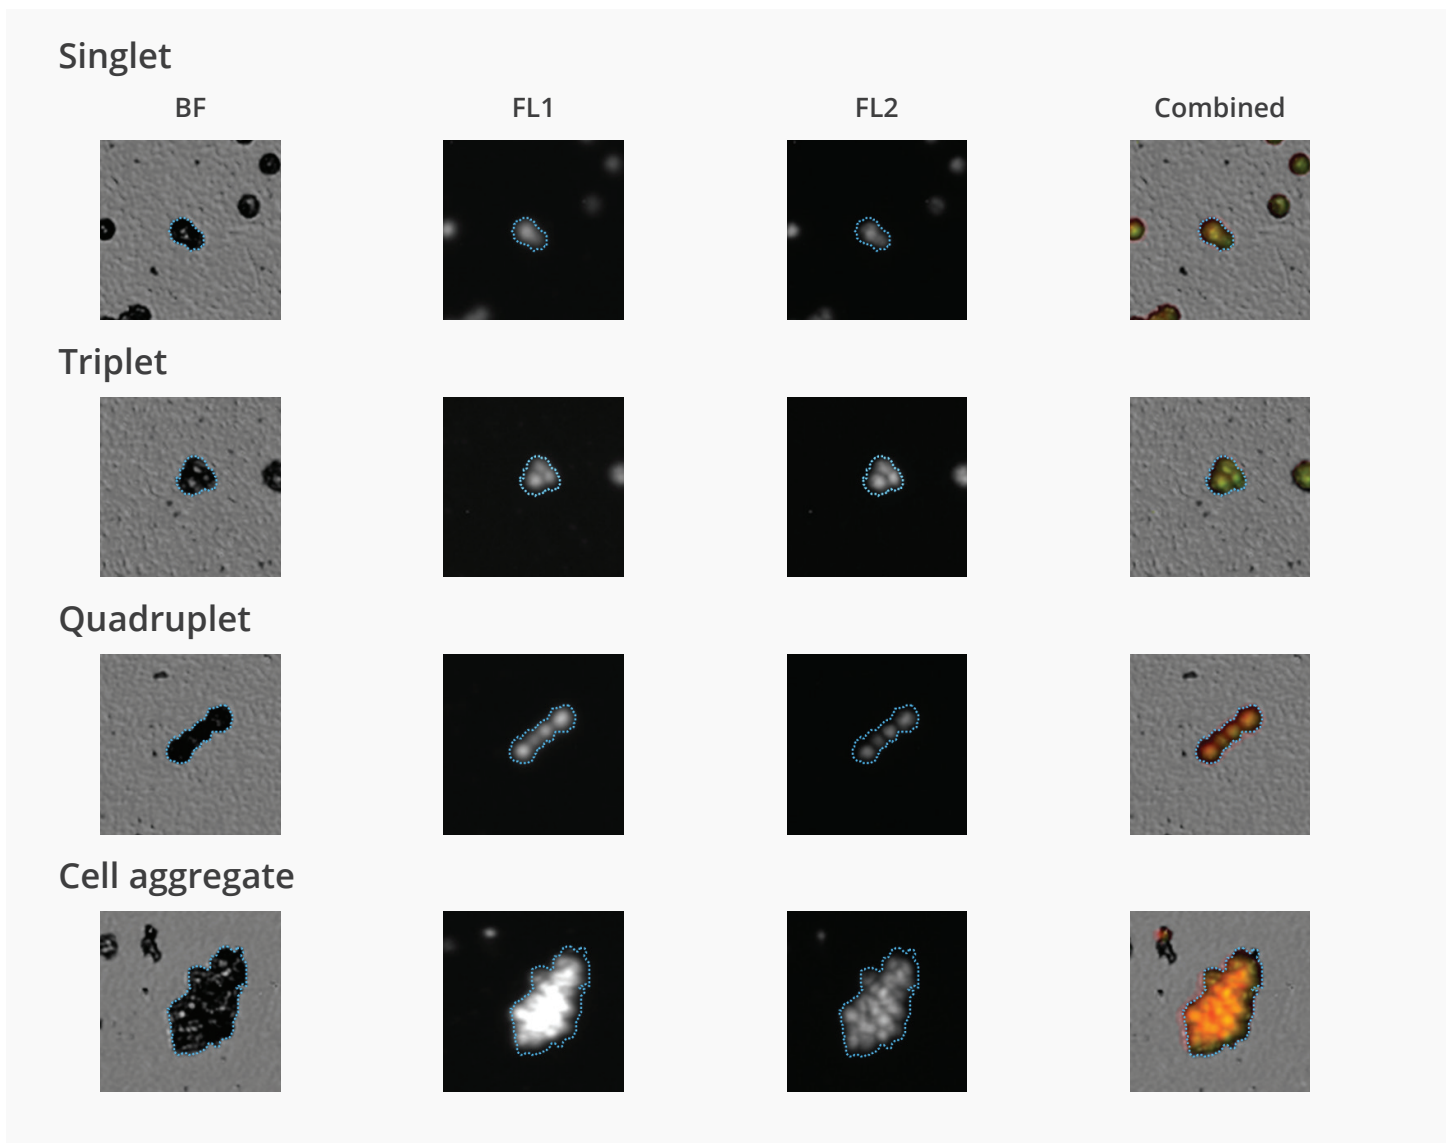 Singlet
BF FL1 FL2 Combined
Triplet
Quadruplet
Cell aggregate